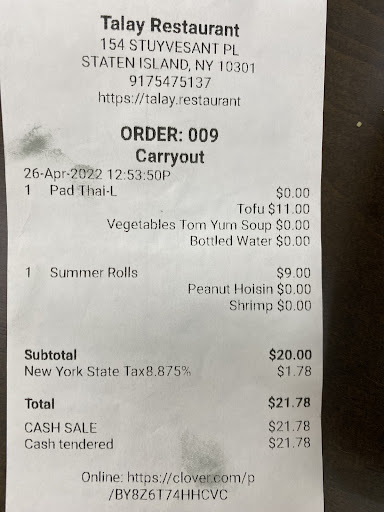 Talay Restaurant
154 STUYVESANT PL
STATEN ISLAND, NY 10301
9175475137
https://talay.restaurant
ORDER: 009
Carryout
26-Apr-2022 12:53:50P
1 Pad Thai-L $0.00
Tofu $11.00
Vegetables Tom Yum Soup $0.00
Bottled Water $0.00
1 Summer Rolls $9.00
Peanut Hoisin $0.00
Shrimp $0.00
Subtotal $20.00
New York State Tax8.875% $1.78
Total $21.78
CASH SALE $21.78
Cash tendered $21.78
Online: https://clover.com/p
/BY8Z6T74HHCVC